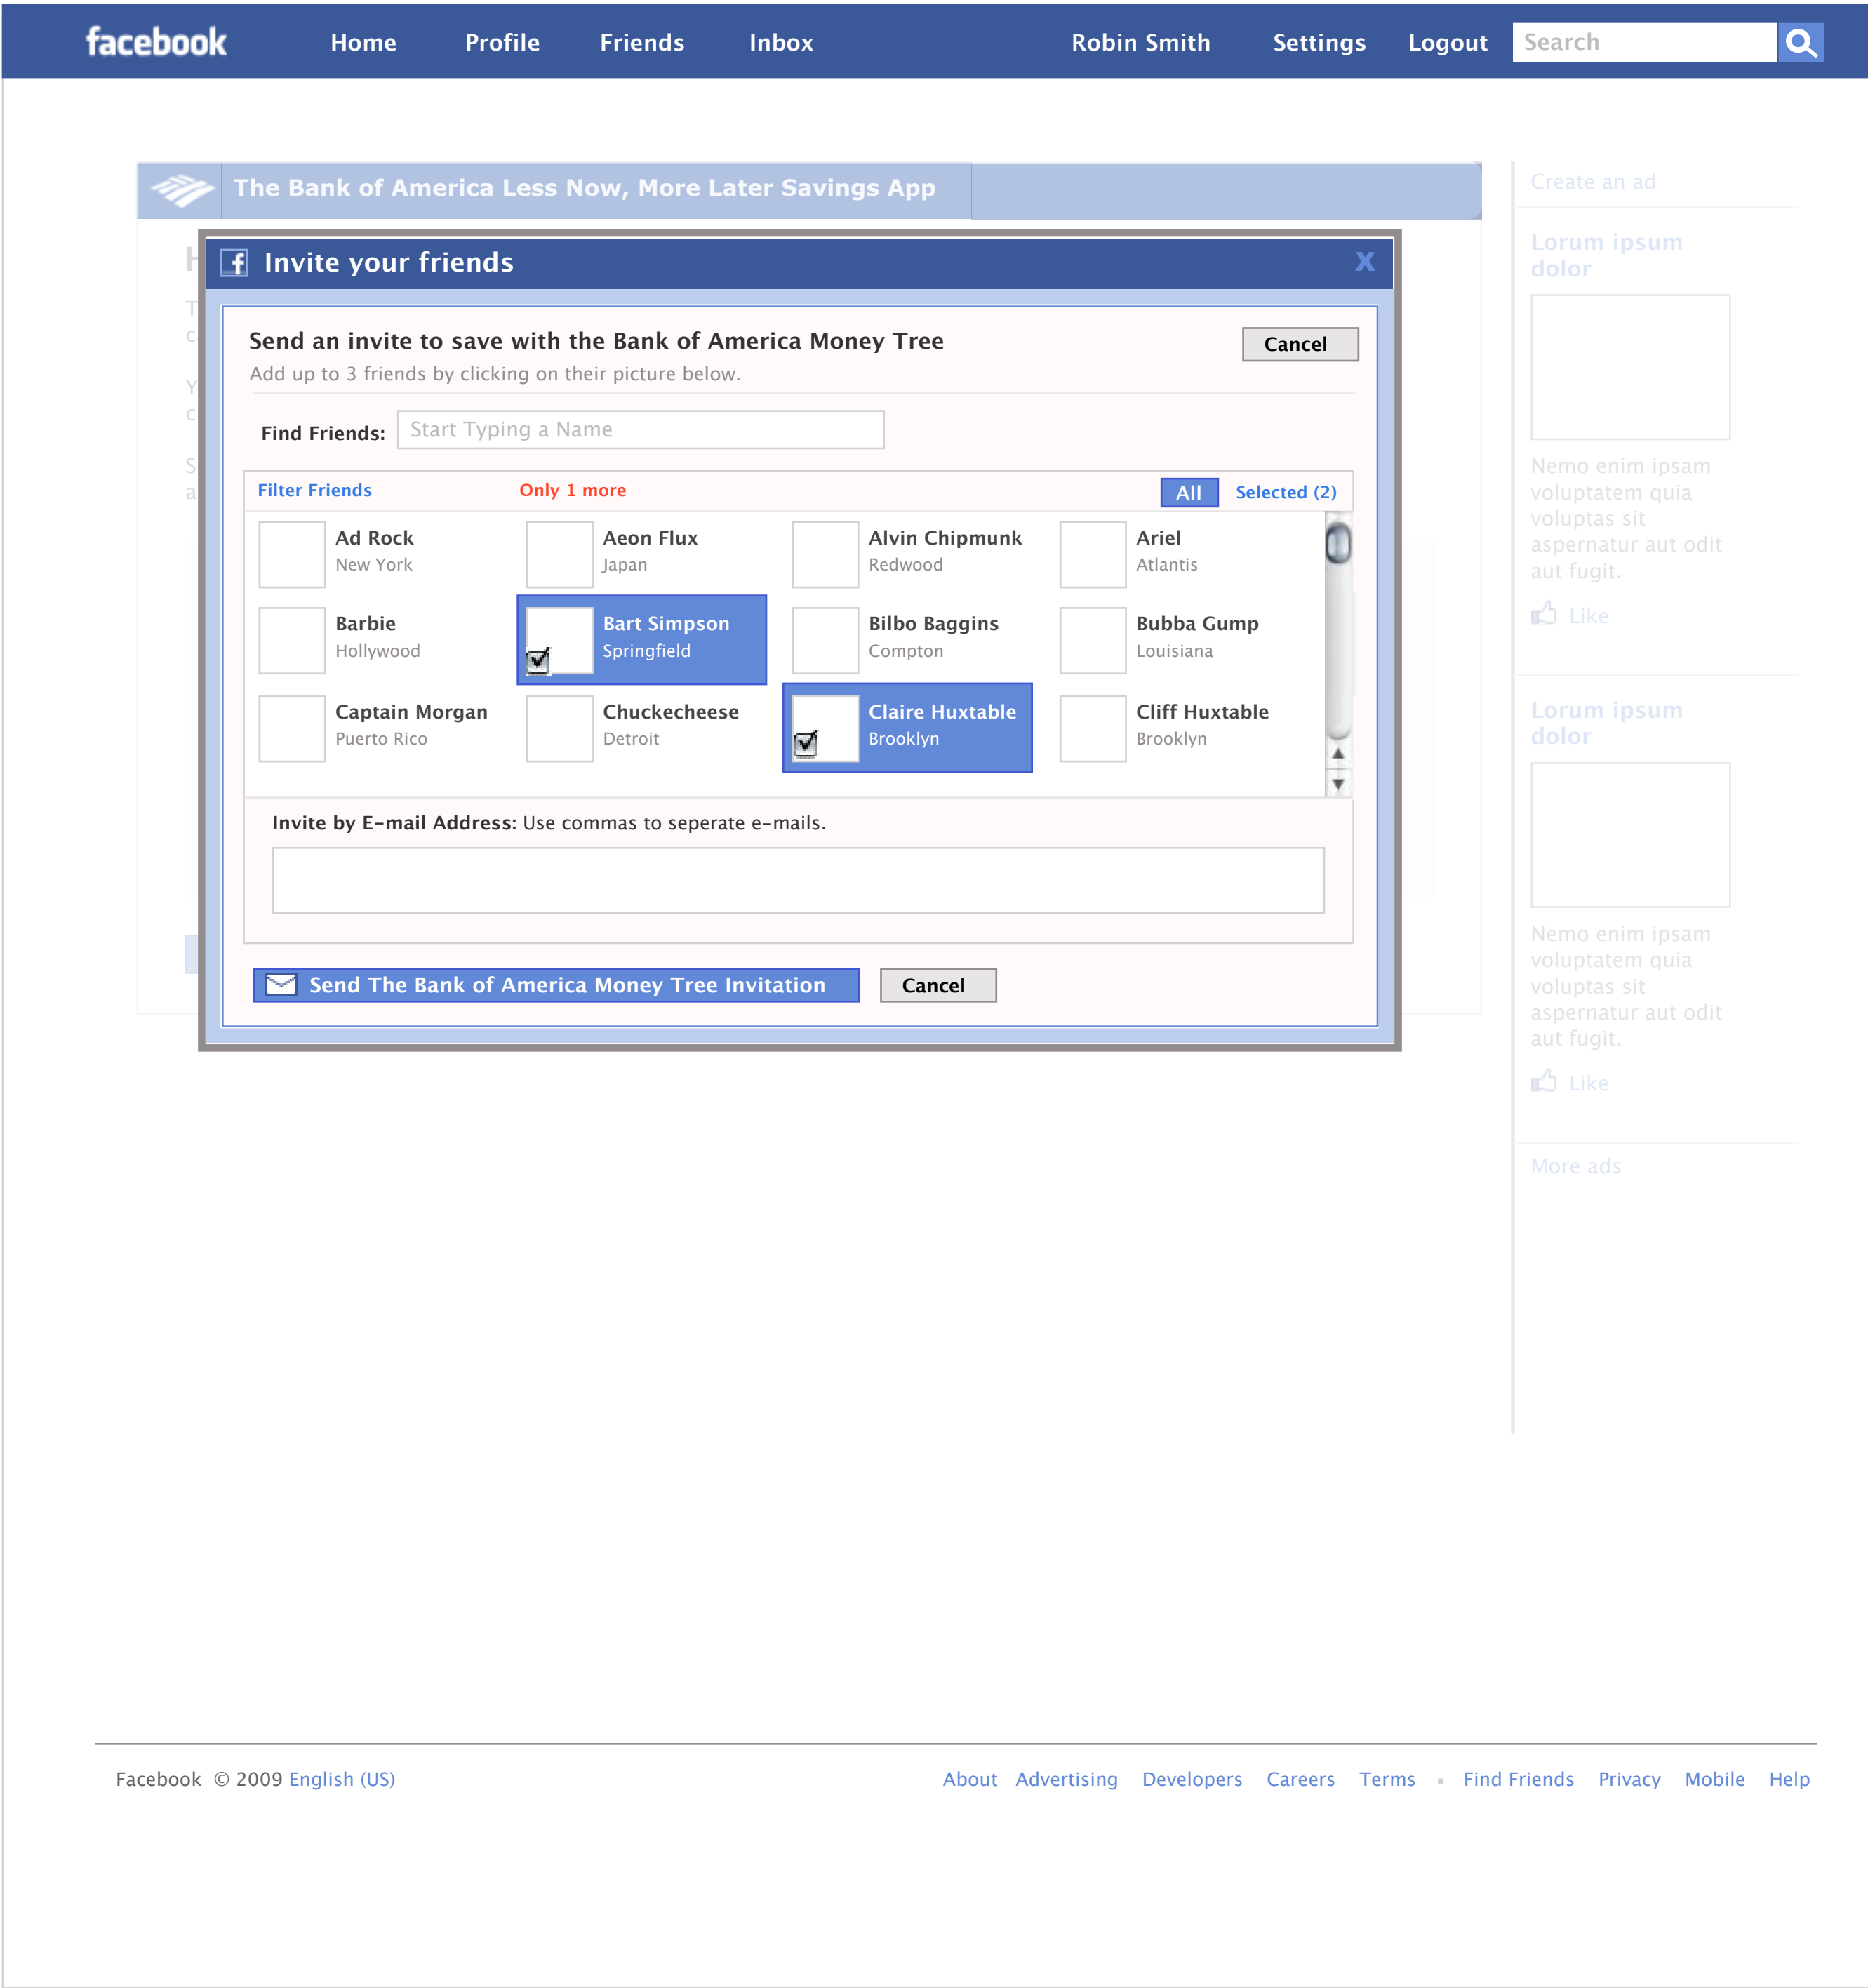 facebook Home Profile Friends Inbox Robin Smith Settings Logout Search
The Bank of America Less Now, More Later Savings App
Invite your friends X
Send an invite to save with the Bank of America Money Tree
Cancel
Add up to 3 friends by clicking on their picture below.
Find Friends: Start Typing a Name
Filter Friends Only 1 more All Selected (2)
Ad Rock Aeon Flux Alvin Chipmunk Ariel
New York Japan Redwood Atlantis
Barbie Bart Simpson Bilbo Baggins Bubba Gump
Hollywood Springfield Compton Louisiana
Captain Morgan Chuckecheese Claire Huxtable Cliff Huxtable
Puerto Rico Detroit Brooklyn Brooklyn
Invite by E-mail Address: Use commas to seperate e-mails.
Send The Bank of America Money Tree Invitation Cancel
Create an ad
Lorum ipsum
dolor
Nemo enim ipsam
voluptatem quia
voluptas sit
aspernatur aut odit
aut fugit.
Like
Lorum ipsum
dolor
Nemo enim ipsam
voluptatem quia
voluptas sit
aspernatur aut odit
aut fugit.
Like
More ads
Facebook © 2009 English (US) About Advertising Developers Careers Terms Find Friends Privacy Mobile Help